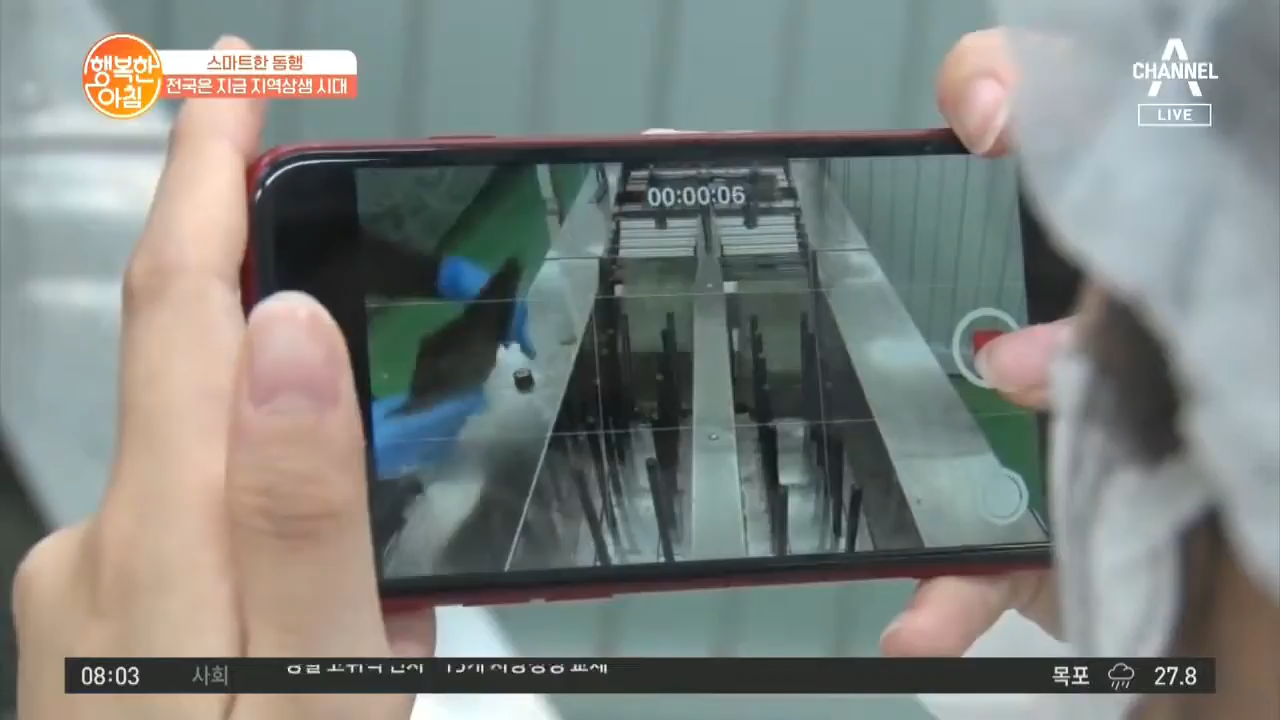 행복한
아침
스마트한 동행
전국은 지금 지역상생 시대
CHANNEL A
LIVE
00:00:06
08:03
사회
목포
27.8